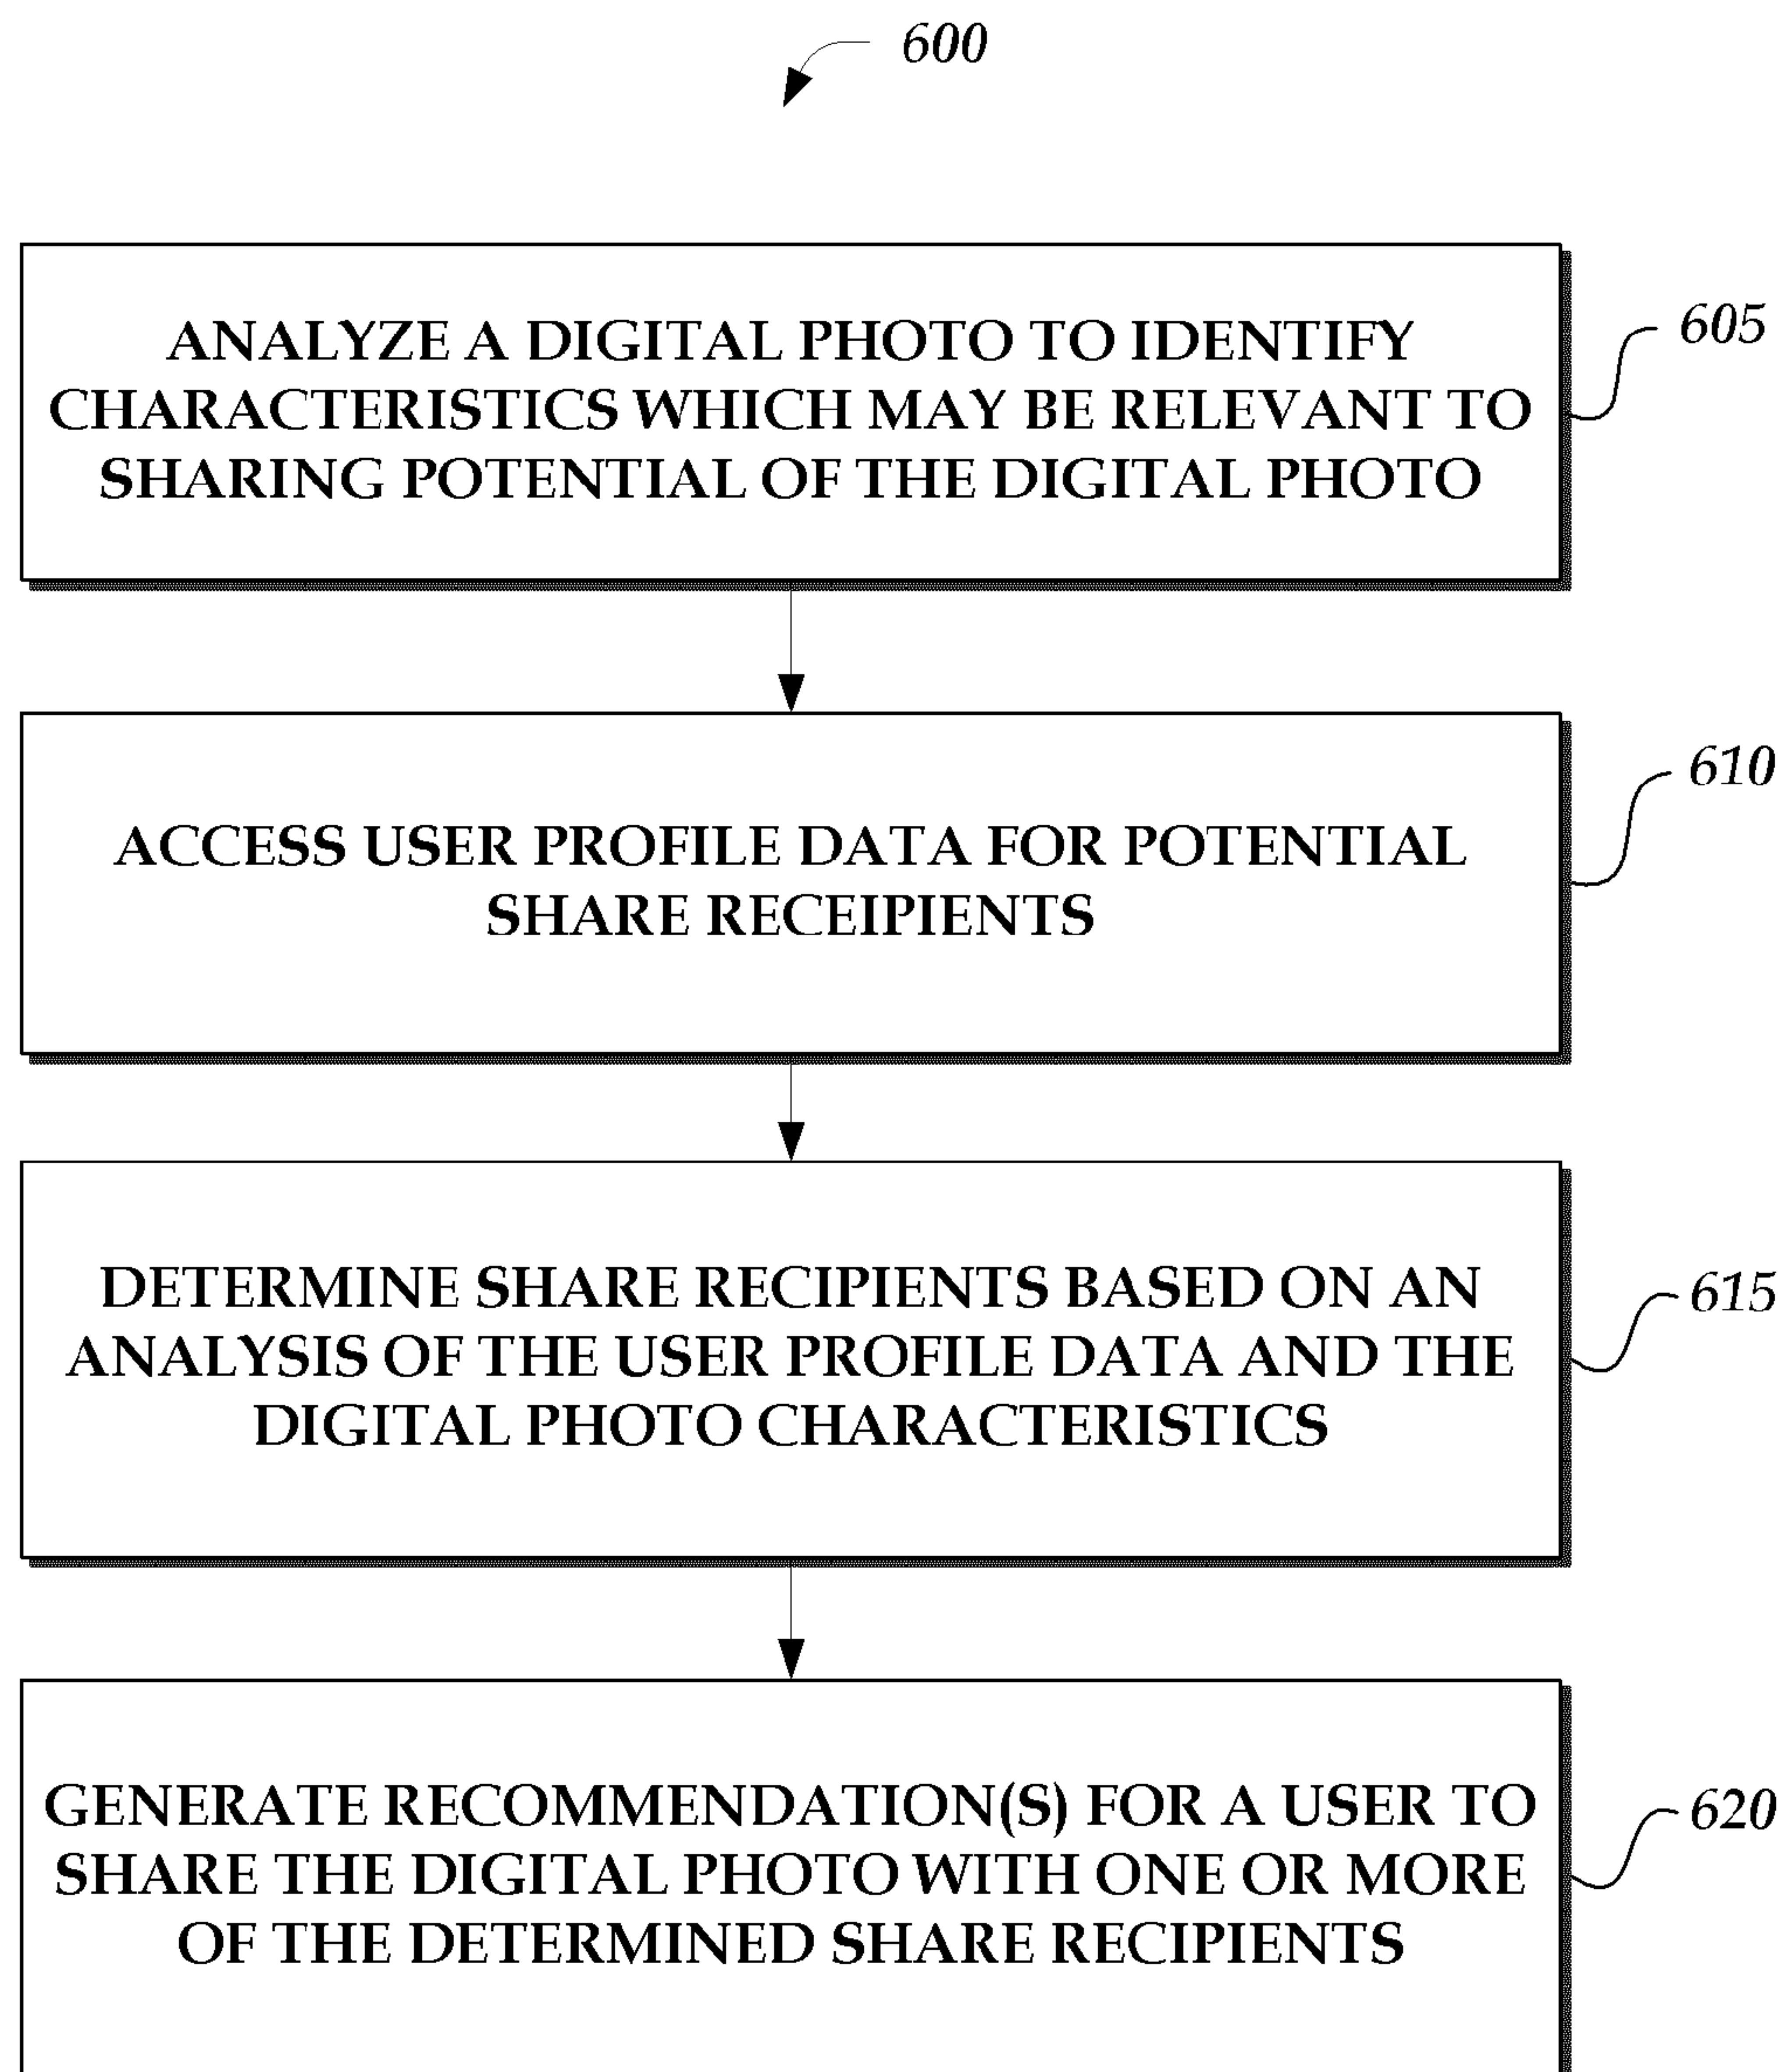 600
ANALYZE A DIGITAL PHOTO TO IDENTIFY
CHARACTERISTICS WHICH MAY BE RELEVANT TO
SHARING POTENTIAL OF THE DIGITAL PHOTO
605
ACCESS USER PROFILE DATA FOR POTENTIAL
SHARE RECEIPIENTS
610
DETERMINE SHARE RECIPIENTS BASED ON AN
ANALYSIS OF THE USER PROFILE DATA AND THE
DIGITAL PHOTO CHARACTERISTICS
615
GENERATE RECOMMENDATION(S) FOR A USER TO
SHARE THE DIGITAL PHOTO WITH ONE OR MORE
OF THE DETERMINED SHARE RECIPIENTS
620